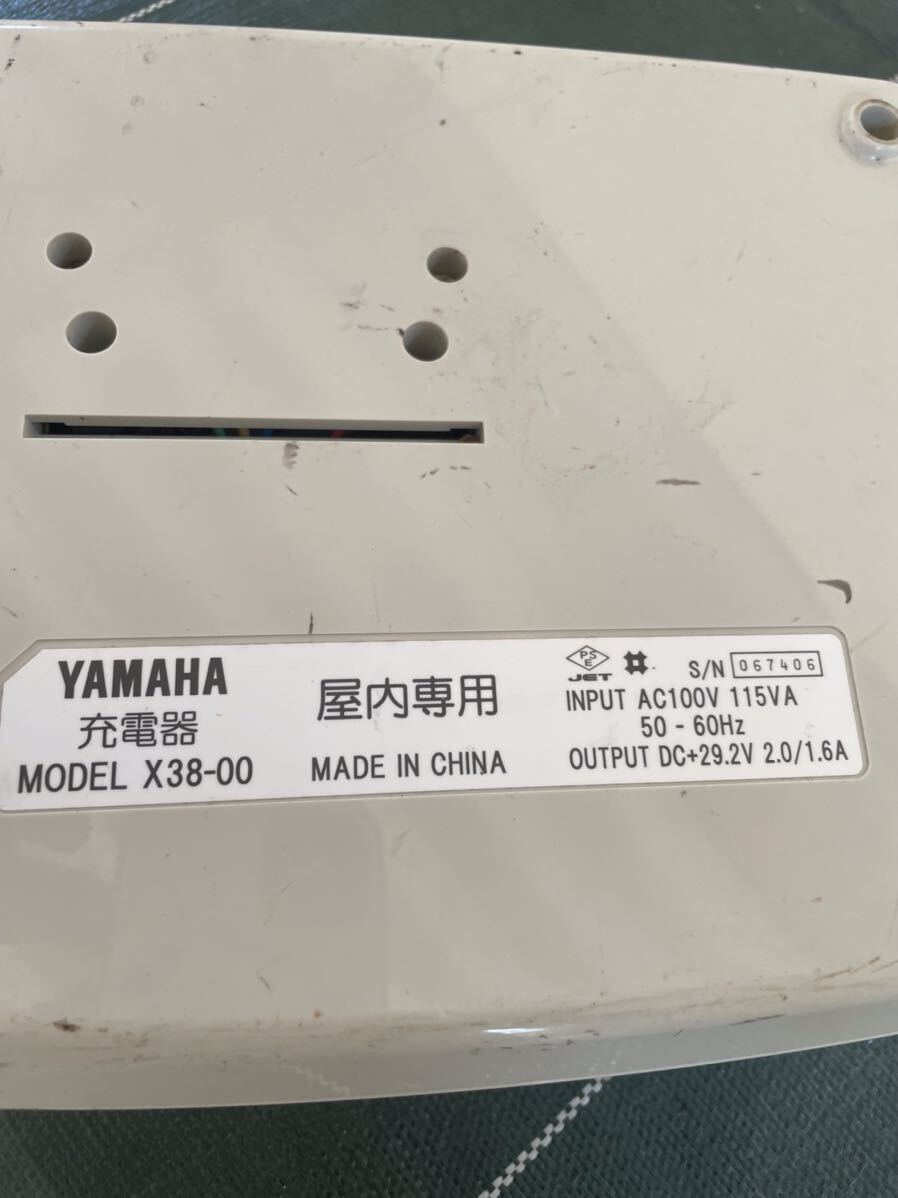 YAMAHA
充電器
MODEL X38-00
屋内専用
MADE IN CHINA
PSE
JET
S/N 067406
INPUT AC100V 115VA
50 - 60Hz
OUTPUT DC+29.2V 2.0/1.6A